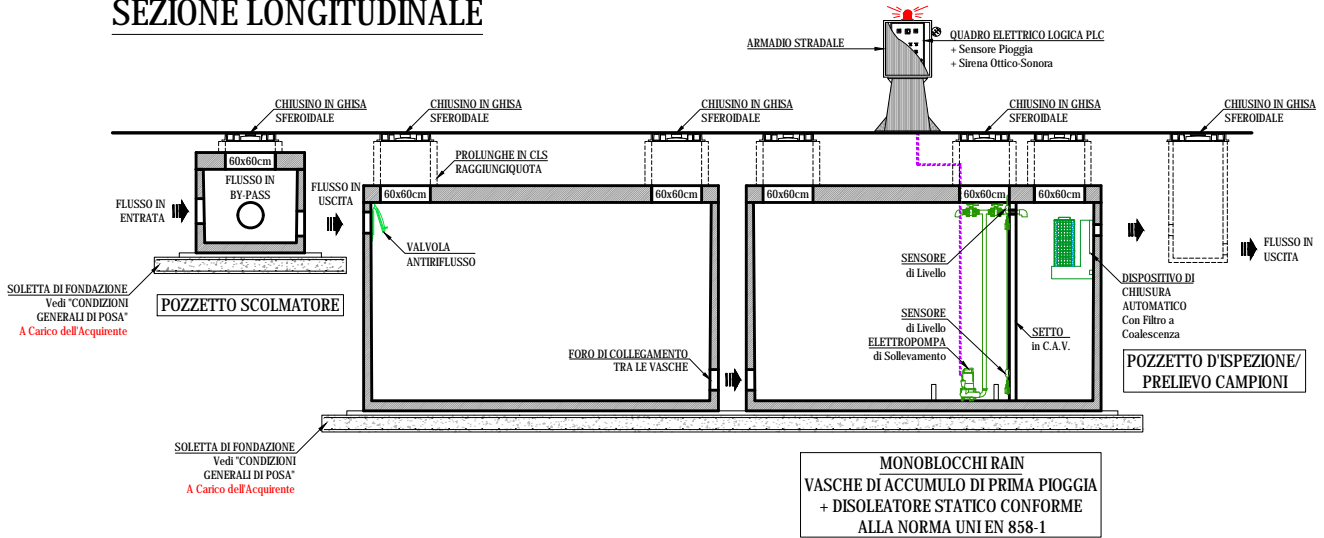 SEZIONE LONGITUDINALE
ARMADIO STRADALE
QUADRO ELETTRICO LOGICA PLC
+ Sensore Pioggia
+ Sirena Ottico-Sonora
CHIUSINO IN GHISA
SFEROIDALE
CHIUSINO IN GHISA
SFEROIDALE
CHIUSINO IN GHISA
SFEROIDALE
CHIUSINO IN GHISA
SFEROIDALE
CHIUSINO IN GHISA
SFEROIDALE
60x60cm
PROLUNGHE IN CLS
RAGGIUNGIQUOTA
FLUSSO IN
BY-PASS
FLUSSO IN
ENTRATA
FLUSSO IN
USCITA
60x60cm
60x60cm
60x60cm
60x60cm
60x60cm
VALVOLA
ANTIRIFLUSSO
SENSORE
di Livello
FLUSSO IN
USCITA
SOLETTA DI FONDAZIONE
Vedi "CONDIZIONI
GENERALI DI POSA"
A Carico dell'Acquirente
POZZETTO SCOLMATORE
DISPOSITIVO DI
CHIUSURA
AUTOMATICO
Con Filtro a
Coalescenza
SENSORE
di Livello
ELETTROPOMPA
di Sollevamento
SETTO
in C.A.V.
FORO DI COLLEGAMENTO
TRA LE VASCHE
POZZETTO D'ISPEZIONE/
PRELIEVO CAMPIONI
SOLETTA DI FONDAZIONE
Vedi "CONDIZIONI
GENERALI DI POSA"
A Carico dell'Acquirente
MONOBLOCCHI RAIN
VASCHE DI ACCUMULO DI PRIMA PIOGGIA
+ DISOLEATORE STATICO CONFORME
ALLA NORMA UNI EN 858-1